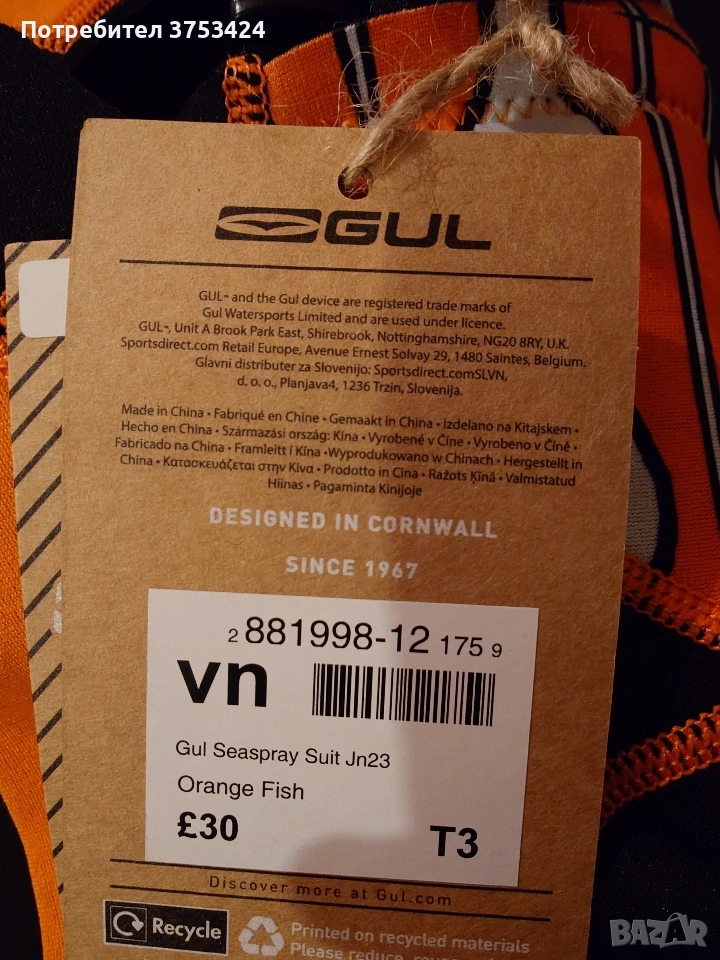 Потребител 3753424
GUL
GUL™ and the Gul device are registered trade marks of
Gul Watersports Limited and are used under licence.
GUL™, Unit A Brook Park East, Shirebrook, Nottinghamshire, NG20 8RY, U.K.
Sportsdirect.com Retail Europe, Avenue Ernest Solvay 29, 1480 Saintes, Belgium.
Glavni distributer za Slovenijo: Sportsdirect.comSLVN,
d. o. o., Planjava4, 1236 Trzin, Slovenija.
Made in China • Fabriqué en Chine • Gemaakt in China • Izdelano na Kitajskem •
Hecho en China • Származási ország: Kína • Vyrobené v Číne • Vyrobeno v Číně •
Fabricado na China • Framleitt í Kína •Wyprodukowano w Chinach • Hergestellt in
China • Κατασκευάζεται στην Κίνα • Prodotto in Cina • Ražots Ķīnā • Valmistatud
Hiinas • Pagaminta Kinijoje
DESIGNED IN CORNWALL
SINCE 1967
2 881998-12 175 9
vn
Gul Seaspray Suit Jn23
Orange Fish
£30 T3
Discover more at Gul.com
Recycle
Printed on recycled materials
Please reduce,
BAZAR